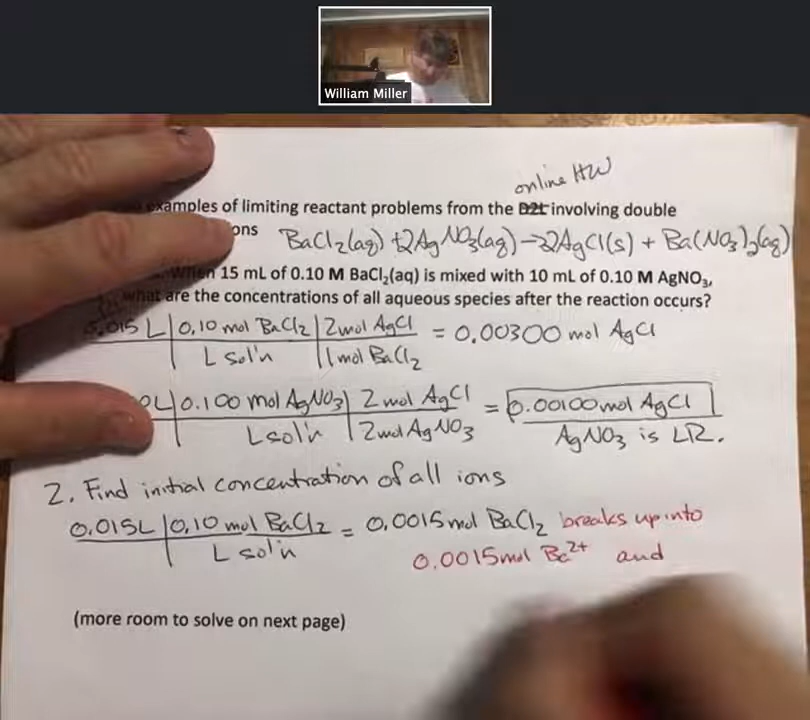 William Miller
online HW
examples of limiting reactant problems from the D2L involving double
ons BaCl₂(aq) + 2AgNO₃(aq) → 2AgCl(s) + Ba(NO₃)₂(aq)
When 15 mL of 0.10 M BaCl₂(aq) is mixed with 10 mL of 0.10 M AgNO₃,
what are the concentrations of all aqueous species after the reaction occurs?
0.015 L | 0.10 mol BaCl₂ | 2 mol AgCl = 0.00300 mol AgCl
L sol'n | 1 mol BaCl₂
0L | 0.100 mol AgNO₃ | 2 mol AgCl = 0.00100 mol AgCl
L sol'n | 2 mol AgNO₃ AgNO₃ is LR.
2. Find initial concentration of all ions
0.015L | 0.10 mol BaCl₂ = 0.0015 mol BaCl₂ breaks up into
L sol'n 0.0015 mol Ba²⁺ and
(more room to solve on next page)